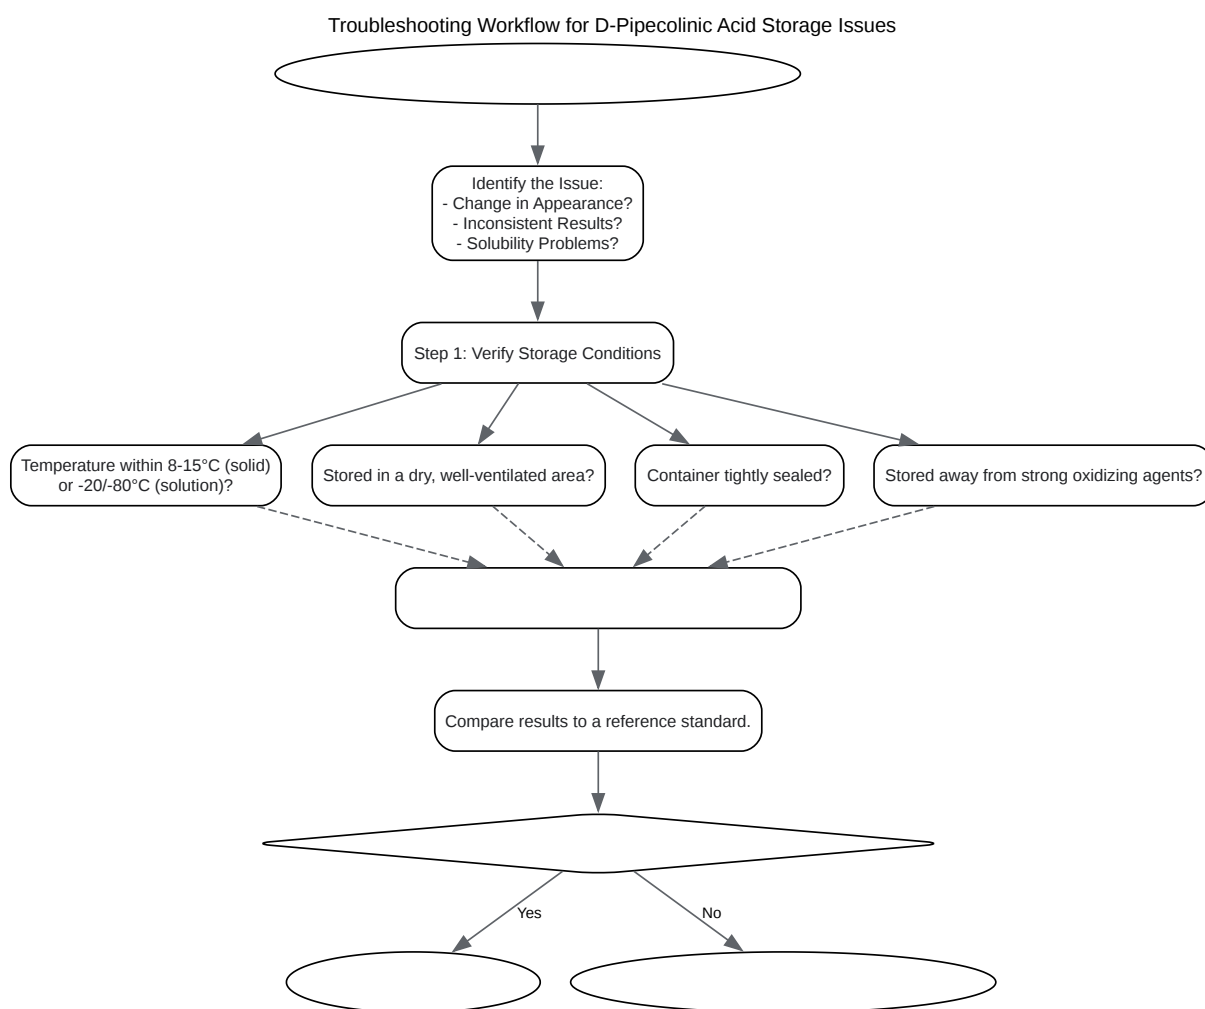 Troubleshooting Workflow for D-Pipecolinic Acid Storage Issues
Identify the Issue:
- Change in Appearance?
- Inconsistent Results?
- Solubility Problems?
Step 1: Verify Storage Conditions
Temperature within 8-15°C (solid)
or -20/-80°C (solution)?
Stored in a dry, well-ventilated area?
Container tightly sealed?
Stored away from strong oxidizing agents?
Compare results to a reference standard.
Yes
No